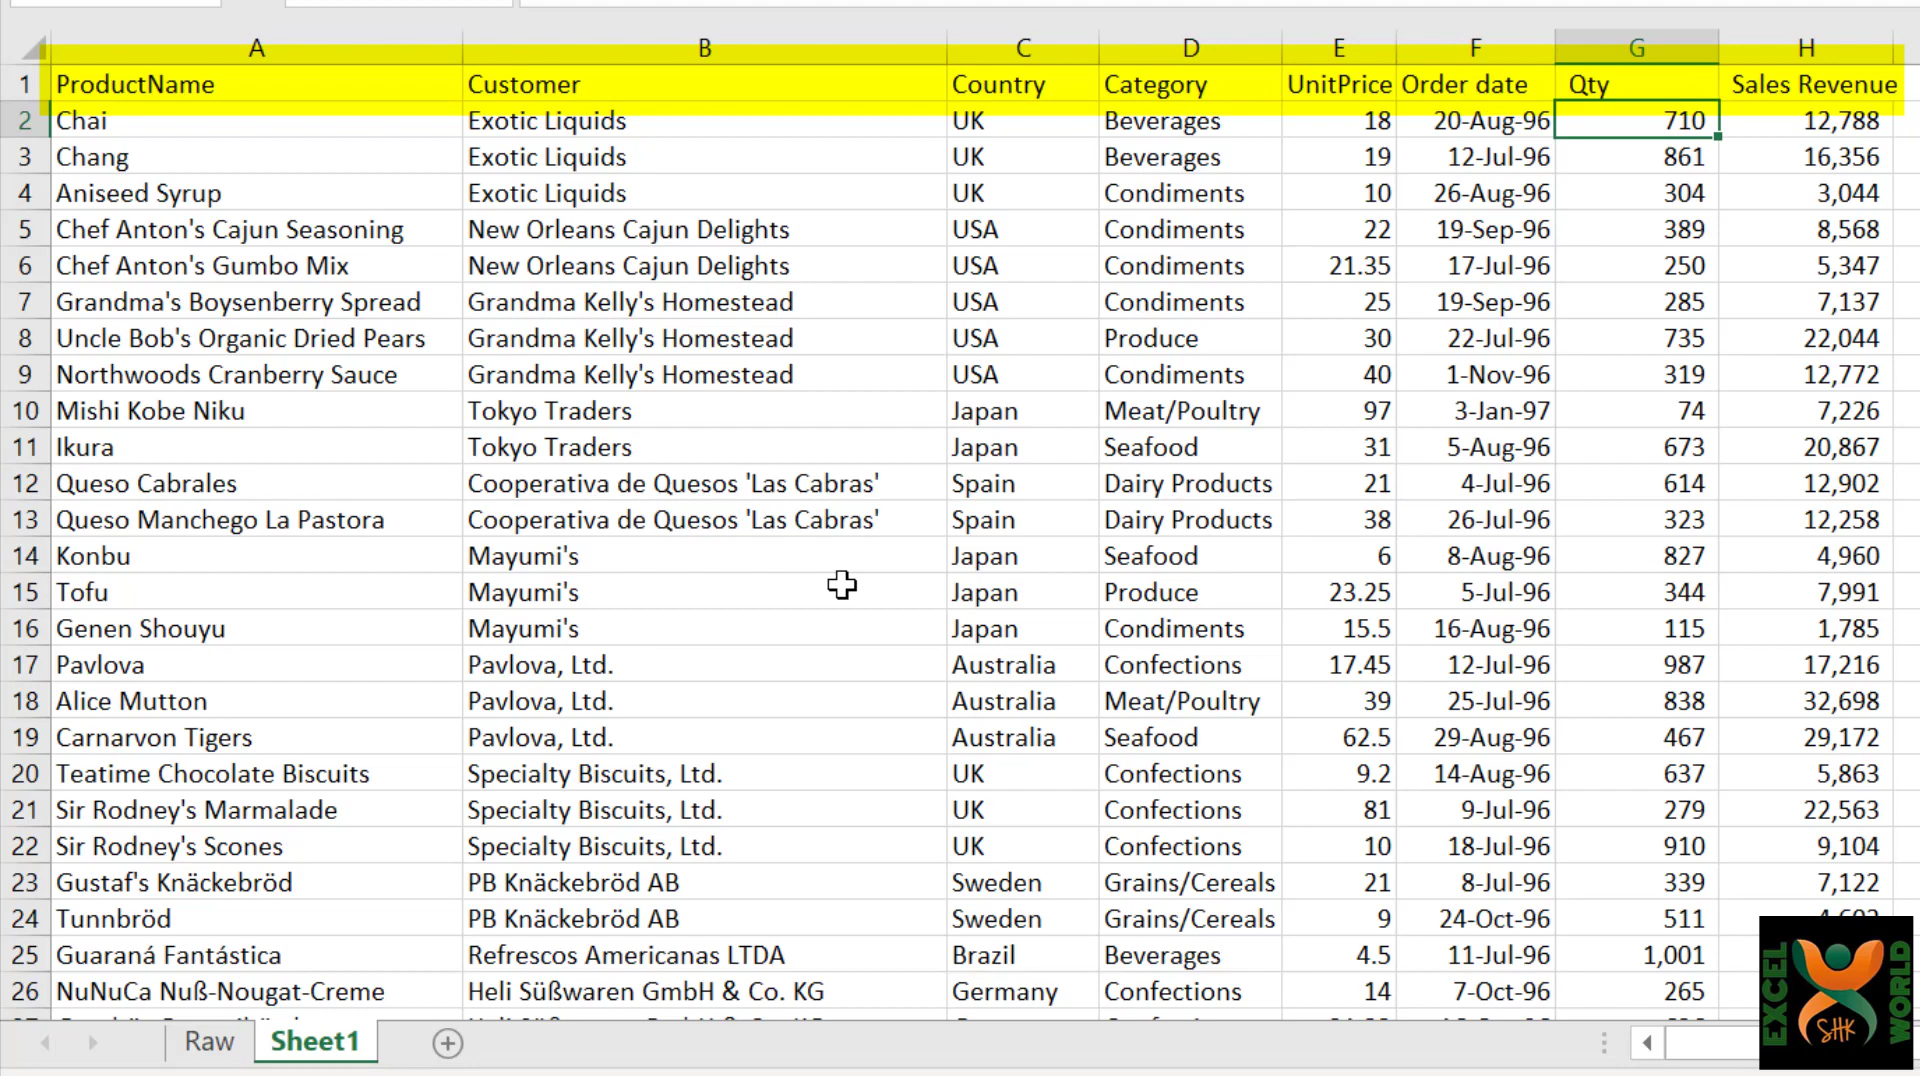 A B C D E F G H
1 ProductName Customer Country Category UnitPrice Order date Qty Sales Revenue
2 Chai Exotic Liquids UK Beverages 18 20-Aug-96 710 12,788
3 Chang Exotic Liquids UK Beverages 19 12-Jul-96 861 16,356
4 Aniseed Syrup Exotic Liquids UK Condiments 10 26-Aug-96 304 3,044
5 Chef Anton's Cajun Seasoning New Orleans Cajun Delights USA Condiments 22 19-Sep-96 389 8,568
6 Chef Anton's Gumbo Mix New Orleans Cajun Delights USA Condiments 21.35 17-Jul-96 250 5,347
7 Grandma's Boysenberry Spread Grandma Kelly's Homestead USA Condiments 25 19-Sep-96 285 7,137
8 Uncle Bob's Organic Dried Pears Grandma Kelly's Homestead USA Produce 30 22-Jul-96 735 22,044
9 Northwoods Cranberry Sauce Grandma Kelly's Homestead USA Condiments 40 1-Nov-96 319 12,772
10 Mishi Kobe Niku Tokyo Traders Japan Meat/Poultry 97 3-Jan-97 74 7,226
11 Ikura Tokyo Traders Japan Seafood 31 5-Aug-96 673 20,867
12 Queso Cabrales Cooperativa de Quesos 'Las Cabras' Spain Dairy Products 21 4-Jul-96 614 12,902
13 Queso Manchego La Pastora Cooperativa de Quesos 'Las Cabras' Spain Dairy Products 38 26-Jul-96 323 12,258
14 Konbu Mayumi's Japan Seafood 6 8-Aug-96 827 4,960
15 Tofu Mayumi's Japan Produce 23.25 5-Jul-96 344 7,991
16 Genen Shouyu Mayumi's Japan Condiments 15.5 16-Aug-96 115 1,785
17 Pavlova Pavlova, Ltd. Australia Confections 17.45 12-Jul-96 987 17,216
18 Alice Mutton Pavlova, Ltd. Australia Meat/Poultry 39 25-Jul-96 838 32,698
19 Carnarvon Tigers Pavlova, Ltd. Australia Seafood 62.5 29-Aug-96 467 29,172
20 Teatime Chocolate Biscuits Specialty Biscuits, Ltd. UK Confections 9.2 14-Aug-96 637 5,863
21 Sir Rodney's Marmalade Specialty Biscuits, Ltd. UK Confections 81 9-Jul-96 279 22,563
22 Sir Rodney's Scones Specialty Biscuits, Ltd. UK Confections 10 18-Jul-96 910 9,104
23 Gustaf's Knäckebröd PB Knäckebröd AB Sweden Grains/Cereals 21 8-Jul-96 339 7,122
24 Tunnbröd PB Knäckebröd AB Sweden Grains/Cereals 9 24-Oct-96 511
25 Guaraná Fantástica Refrescos Americanas LTDA Brazil Beverages 4.5 11-Jul-96 1,001
26 NuNuCa Nuß-Nougat-Creme Heli Süßwaren GmbH & Co. KG Germany Confections 14 7-Oct-96 265
Raw Sheet1
EXCEL WORLD
SHK